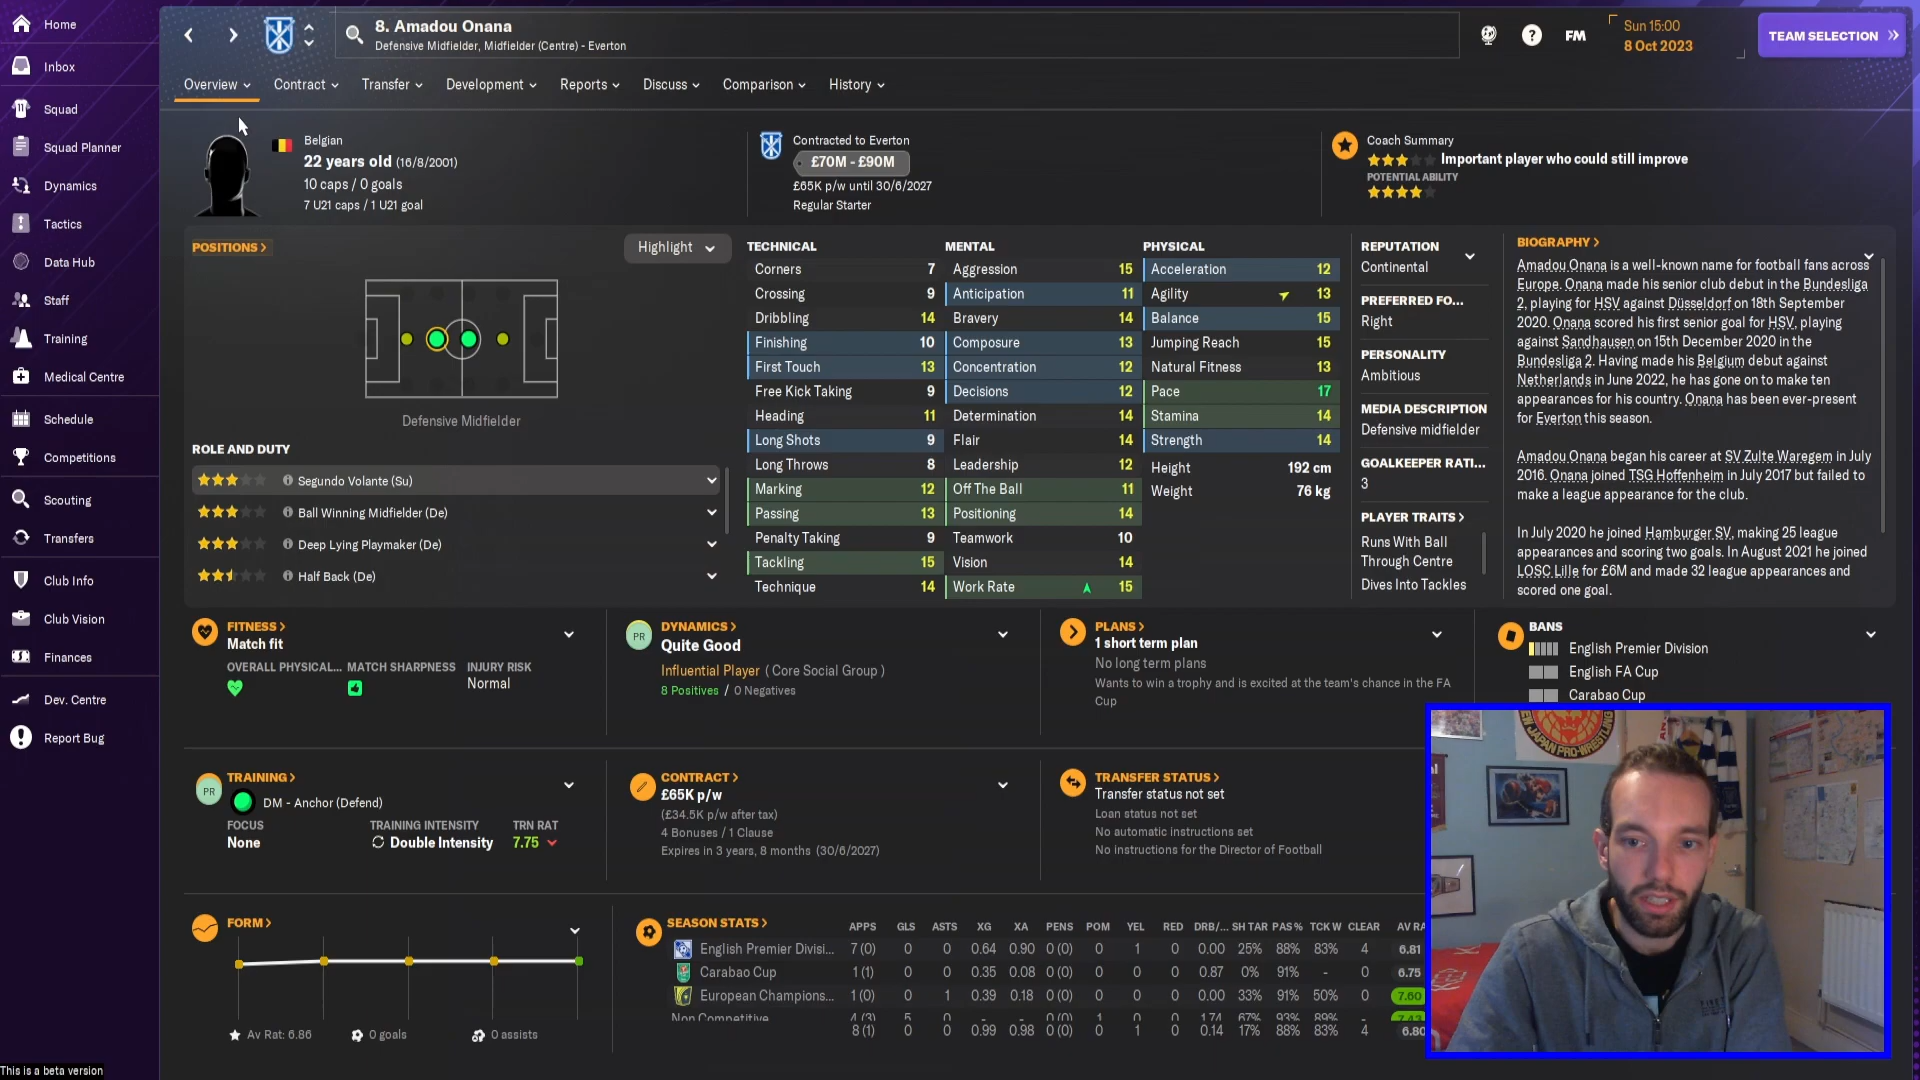 Home
Inbox
Squad
Squad Planner
Dynamics
Tactics
Data Hub
Staff
Training
Medical Centre
Schedule
Competitions
Scouting
Transfers
Club Info
Club Vision
Finances
Dev. Centre
Report Bug
This is a beta version
8. Amadou Onana
Defensive Midfielder, Midfielder (Centre) - Everton
FM
Sun 15:00
8 Oct 2023
TEAM SELECTION
Overview Contract Transfer Development Reports Discuss Comparison History
Belgian
22 years old (16/8/2001)
10 caps / 0 goals
7 U21 caps / 1 U21 goal
Contracted to Everton
£70M - £90M
£65K p/w until 30/6/2027
Regular Starter
Coach Summary
Important player who could still improve
POTENTIAL ABILITY
POSITIONS >
Highlight
Defensive Midfielder
ROLE AND DUTY
Segundo Volante (Su)
Ball Winning Midfielder (De)
Deep Lying Playmaker (De)
Half Back (De)
TECHNICAL
Corners 7
Crossing 9
Dribbling 14
Finishing 10
First Touch 13
Free Kick Taking 9
Heading 11
Long Shots 9
Long Throws 8
Marking 12
Passing 13
Penalty Taking 9
Tackling 15
Technique 14
MENTAL
Aggression 15
Anticipation 11
Bravery 14
Composure 13
Concentration 12
Decisions 12
Determination 14
Flair 14
Leadership 12
Off The Ball 11
Positioning 14
Teamwork 10
Vision 14
Work Rate 15
PHYSICAL
Acceleration 12
Agility 13
Balance 15
Jumping Reach 15
Natural Fitness 13
Pace 17
Stamina 14
Strength 14
Height 192 cm
Weight 76 kg
REPUTATION
Continental
PREFERRED FO...
Right
PERSONALITY
Ambitious
MEDIA DESCRIPTION
Defensive midfielder
GOALKEEPER RATI...
3
PLAYER TRAITS >
Runs With Ball
Through Centre
Dives Into Tackles
BIOGRAPHY >
Amadou Onana is a well-known name for football fans across
Europe. Onana made his senior club debut in the Bundesliga
2, playing for HSV against Düsseldorf on 18th September
2020. Onana scored his first senior goal for HSV, playing
against Sandhausen on 15th December 2020 in the
Bundesliga 2. Having made his Belgium debut against
Netherlands in June 2022, he has gone on to make ten
appearances for his country. Onana has been ever-present
for Everton this season.
Amadou Onana began his career at SV Zulte Waregem in July
2016. Onana joined TSG Hoffenheim in July 2017 but failed to
make a league appearance for the club.
In July 2020 he joined Hamburger SV, making 25 league
appearances and scoring two goals. In August 2021 he joined
LOSC Lille for £6M and made 32 league appearances and
scored one goal.
FITNESS >
Match fit
OVERALL PHYSICAL... MATCH SHARPNESS INJURY RISK
Normal
PR
DYNAMICS >
Quite Good
Influential Player ( Core Social Group )
8 Positives / 0 Negatives
PLANS >
1 short term plan
No long term plans
Wants to win a trophy and is excited at the team's chance in the FA
Cup
BANS
English Premier Division
English FA Cup
Carabao Cup
PR
TRAINING >
DM - Anchor (Defend)
FOCUS TRAINING INTENSITY TRN RAT
None Double Intensity 7.75
CONTRACT >
£65K p/w
(£34.5K p/w after tax)
4 Bonuses / 1 Clause
Expires in 3 years, 8 months (30/6/2027)
TRANSFER STATUS >
Transfer status not set
Loan status not set
No automatic instructions set
No instructions for the Director of Football
FORM >
Av Rat: 6.86 0 goals 0 assists
SEASON STATS > APPS GLS ASTS XG XA PENS POM YEL RED DRB/... SH TAR PAS % TCK W CLEAR AV RA
English Premier Divisi... 7 (0) 0 0 0.64 0.90 0 (0) 0 1 0 0.00 25% 88% 83% 4 6.81
Carabao Cup 1 (1) 0 0 0.35 0.08 0 (0) 0 0 0 0.87 0% 91% - 0 6.75
European Champions... 1 (0) 0 1 0.39 0.18 0 (0) 0 0 0 0.00 33% 91% 50% 0 7.60
Non Competitive 4 (3) 5 0 - - 0 (0) 1 0 0 1.74 67% 93% 89% - 7.43
8 (1) 0 0 0.99 0.98 0 (0) 0 1 0 0.14 17% 88% 83% 4 6.80
JAPAN PRO-WRESTLING